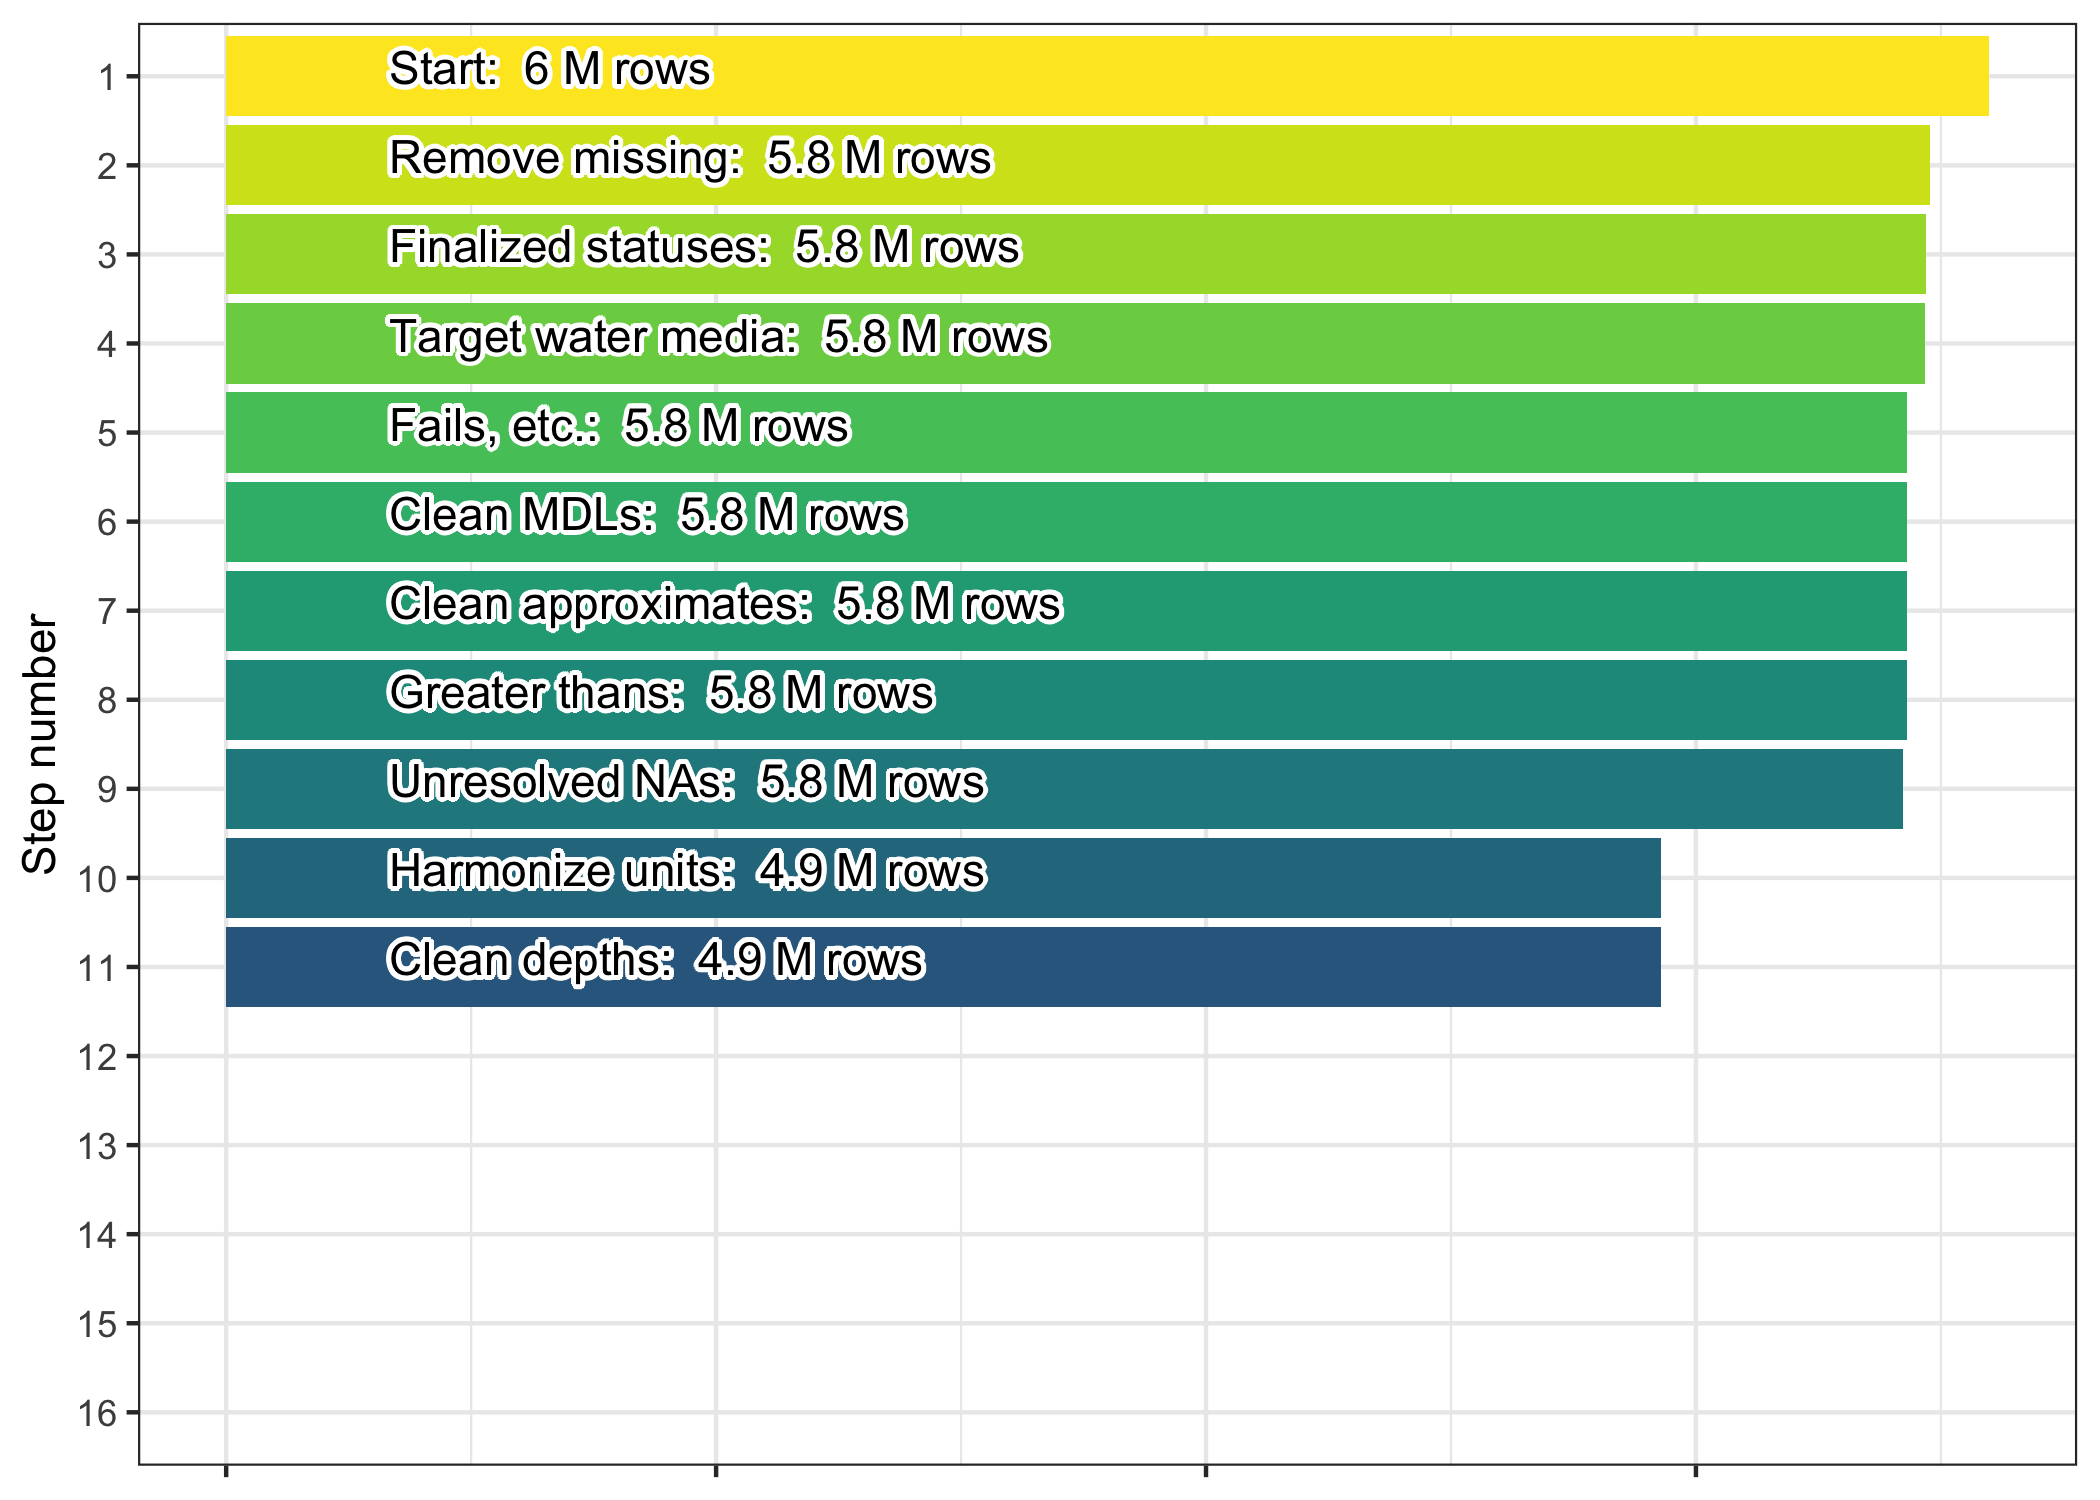 1
Start:  6 M rows
2
Remove missing:  5.8 M rows
3
Finalized statuses:  5.8 M rows
4
Target water media:  5.8 M rows
5
Fails, etc.:  5.8 M rows
6
Clean MDLs:  5.8 M rows
7
Clean approximates:  5.8 M rows
8
Greater thans:  5.8 M rows
9
Unresolved NAs:  5.8 M rows
10
Harmonize units:  4.9 M rows
11
Clean depths:  4.9 M rows
12
13
14
15
16
Step number